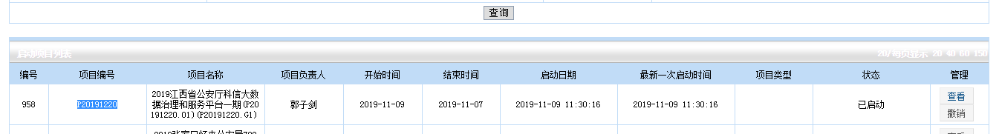 查询
启动项目列表
20/每页显示 20 40 60 150
编号 项目编号 项目名称 项目负责人 开始时间 结束时间 启动日期 最新一次启动时间 项目类型 状态 管理
958 P20191220 2019江西省公安厅科信大数 郭子剑 2019-11-09 2019-11-07 2019-11-09 11:30:16 2019-11-09 11:30:16 已启动 查看
据治理和服务平台一期(P20
191220.01)(P20191220.G1) 撤销